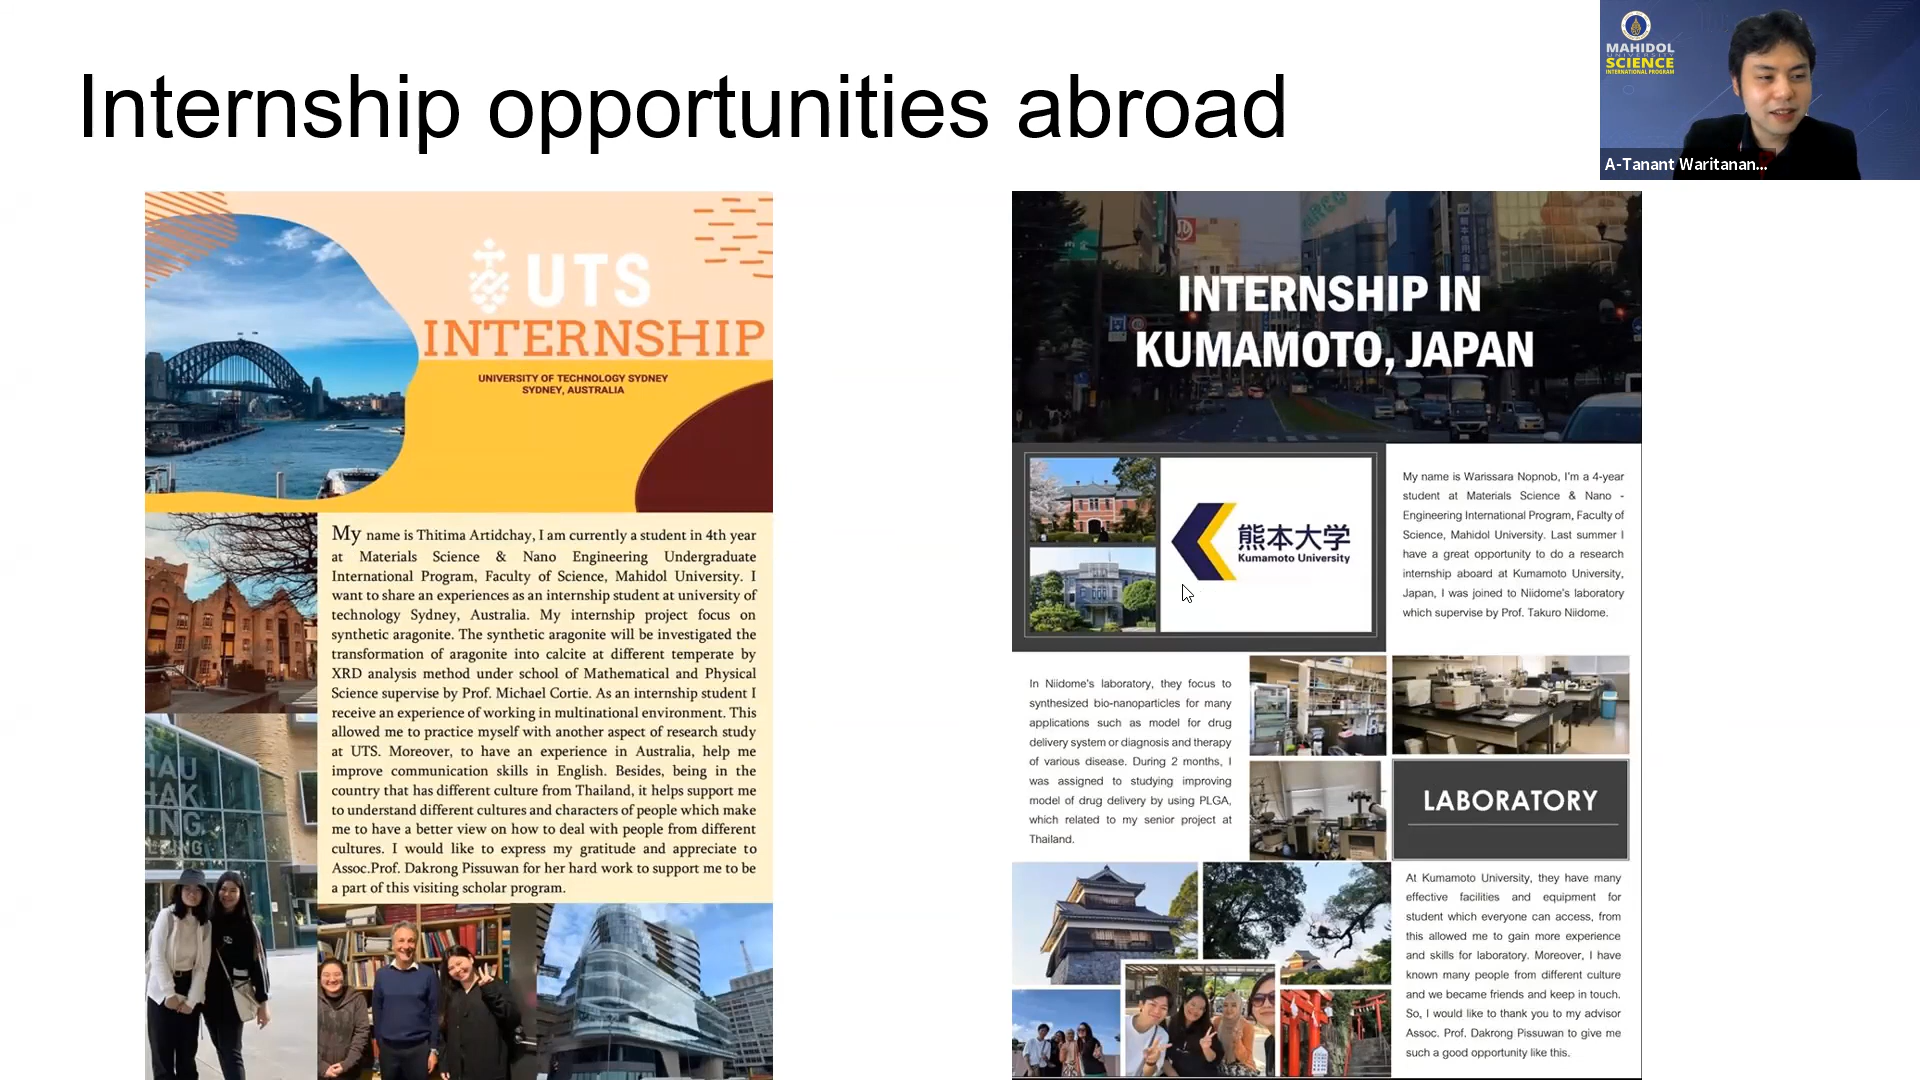 Internship opportunities abroad
MAHIDOL
UNIVERSITY
SCIENCE
INTERNATIONAL PROGRAM
A-Tanant Waritanan...
UTS
INTERNSHIP
UNIVERSITY OF TECHNOLOGY SYDNEY
SYDNEY, AUSTRALIA
My name is Thitima Artidchay, I am currently a student in 4th year
at Materials Science & Nano Engineering Undergraduate
International Program, Faculty of Science, Mahidol University. I
want to share an experiences as an internship student at university of
technology Sydney, Australia. My internship project focus on
synthetic aragonite. The synthetic aragonite will be investigated the
transformation of aragonite into calcite at different temperate by
XRD analysis method under school of Mathematical and Physical
Science supervise by Prof. Michael Cortie. As an internship student I
receive an experience of working in multinational environment. This
allowed me to practice myself with another aspect of research study
at UTS. Moreover, to have an experience in Australia, help me
improve communication skills in English. Besides, being in the
country that has different culture from Thailand, it helps support me
to understand different cultures and characters of people which make
me to have a better view on how to deal with people from different
cultures. I would like to express my gratitude and appreciate to
Assoc.Prof. Dakrong Pissuwan for her hard work to support me to be
a part of this visiting scholar program.
HAU
HAK
ING
INTERNSHIP IN
KUMAMOTO, JAPAN
熊本大学
Kumamoto University
My name is Warissara Nopnob, I'm a 4-year
student at Materials Science & Nano -
Engineering International Program, Faculty of
Science, Mahidol University. Last summer I
have a great opportunity to do a research
internship aboard at Kumamoto University,
Japan, I was joined to Niidome's laboratory
which supervise by Prof. Takuro Niidome.
In Niidome's laboratory, they focus to
synthesized bio-nanoparticles for many
applications such as model for drug
delivery system or diagnosis and therapy
of various disease. During 2 months, I
was assigned to studying improving
model of drug delivery by using PLGA,
which related to my senior project at
Thailand.
LABORATORY
At Kumamoto University, they have many
effective facilities and equipment for
student which everyone can access, from
this allowed me to gain more experience
and skills for laboratory. Moreover, I have
known many people from different culture
and we became friends and keep in touch.
So, I would like to thank you to my advisor
Assoc. Prof. Dakrong Pissuwan to give me
such a good opportunity like this.